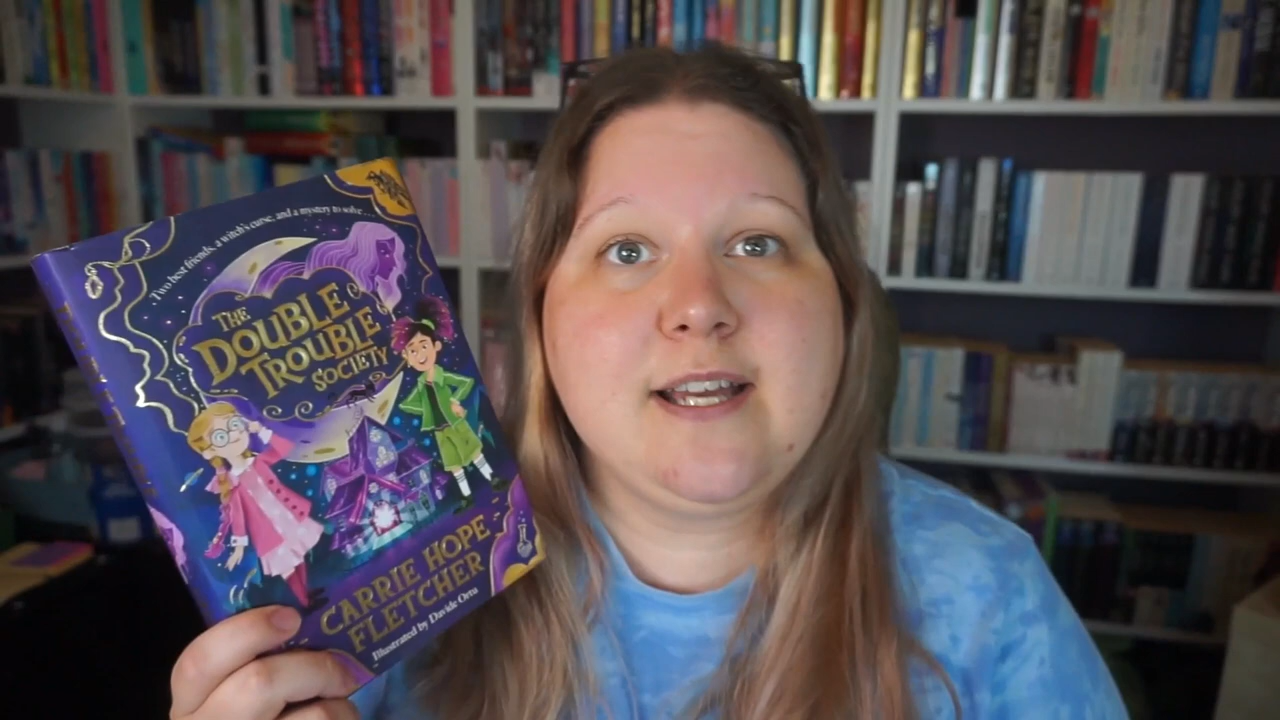 Two best friends, a witch's curse, and a mystery to solve...
THE
DOUBLE
TROUBLE
SOCIETY
CARRIE HOPE
FLETCHER
Illustrated by Davide Ortu